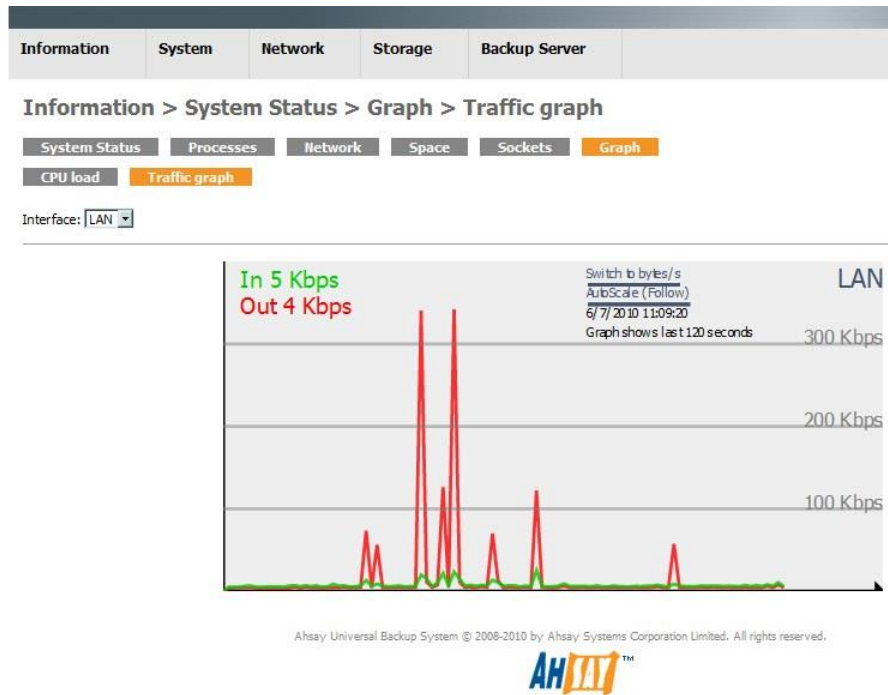 Information System Network Storage Backup Server
Information > System Status > Graph > Traffic graph
System Status Processes Network Space Sockets Graph
CPU load Traffic graph
Interface: LAN
In 5 Kbps
Out 4 Kbps
Switch to bytes/s
AutoScale (Follow)
6/7/2010 11:09:20
Graph shows last 120 seconds
LAN
300 Kbps
200 Kbps
100 Kbps
Ahsay Universal Backup System © 2008-2010 by Ahsay Systems Corporation Limited. All rights reserved.
AHSAY™